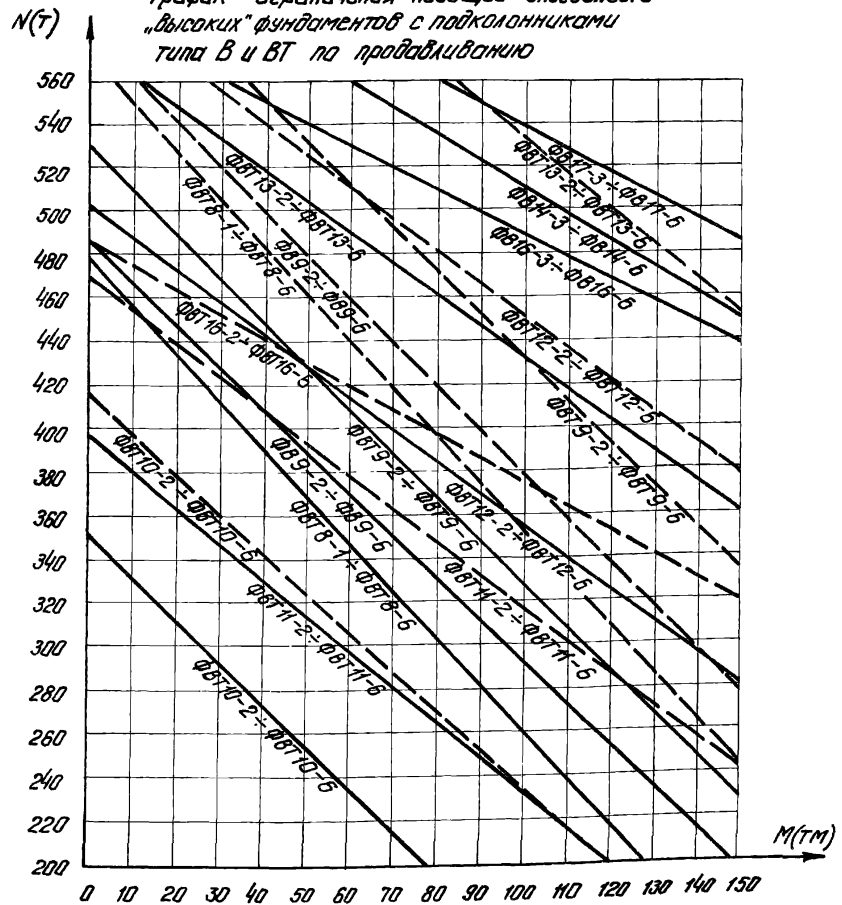 „высоких" фундаментов с подколонниками
типа В и ВТ по продавливанию
N(т)
560
540
520
500
480
460
440
420
400
380
360
340
320
300
280
260
240
220
200
ФВ17-3÷ФВ17-6
ФВТ13-2÷ФВТ13-6
ФВ14-3÷ФВ14-6
ФВ16-3÷ФВ16-6
ФВТ13-2÷ФВТ13-6
ФВТ8-1÷ФВТ8-6
ФВ9-2÷ФВ9-6
ФВТ16-2÷ФВТ16-6
ФВТ12-2÷ФВТ12-6
ФВТ9-2÷ФВТ9-6
ФВТ10-2÷ФВТ10-6
ФВ9-2÷ФВ9-6
ФВТ8-1÷ФВТ8-6
ФВТ9-2÷ФВТ9-6
ФВТ12-2÷ФВТ12-6
ФВТ11-2÷ФВТ11-6
ФВТ11-2÷ФВТ11-6
ФВТ10-2÷ФВТ10-6
М(тм)
0 10 20 30 40 50 60 70 80 90 100 110 120 130 140 150